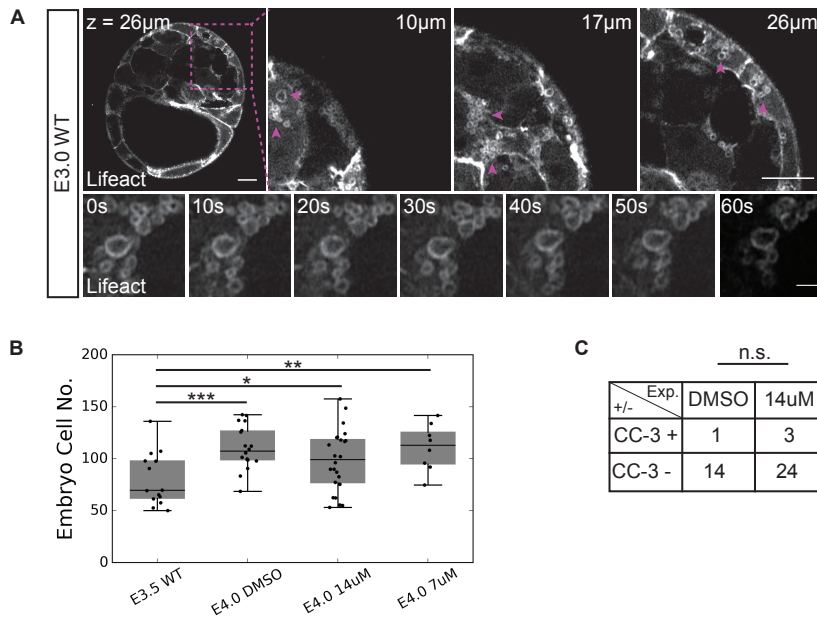 A
E3.0 WT
z = 26µm
10µm
17µm
26µm
Lifeact
0s
10s
20s
30s
40s
50s
60s
Lifeact
B
Embryo Cell No.
200
150
100
50
0
**
*
***
E3.5 WT
E4.0 DMSO
E4.0 14uM
E4.0 7uM
C
n.s.
Exp.
+/-
DMSO
14uM
CC-3 +
1
3
CC-3 -
14
24